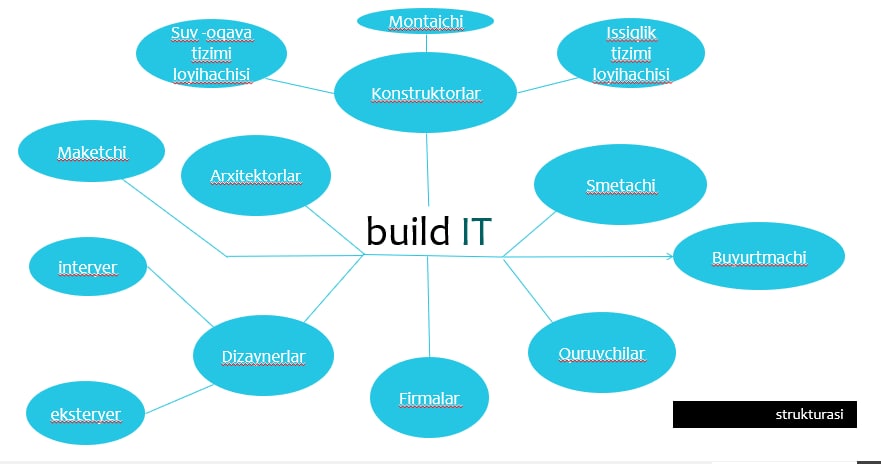 Montajchi
Suv -oqava
tizimi
loyihachisi
Issiqlik
tizimi
loyihachisi
Konstruktorlar
Maketchi
Arxitektorlar
Smetachi
build IT
Buyurtmachi
interyer
Dizaynerlar
Quruvchilar
Firmalar
eksteryer
strukturasi